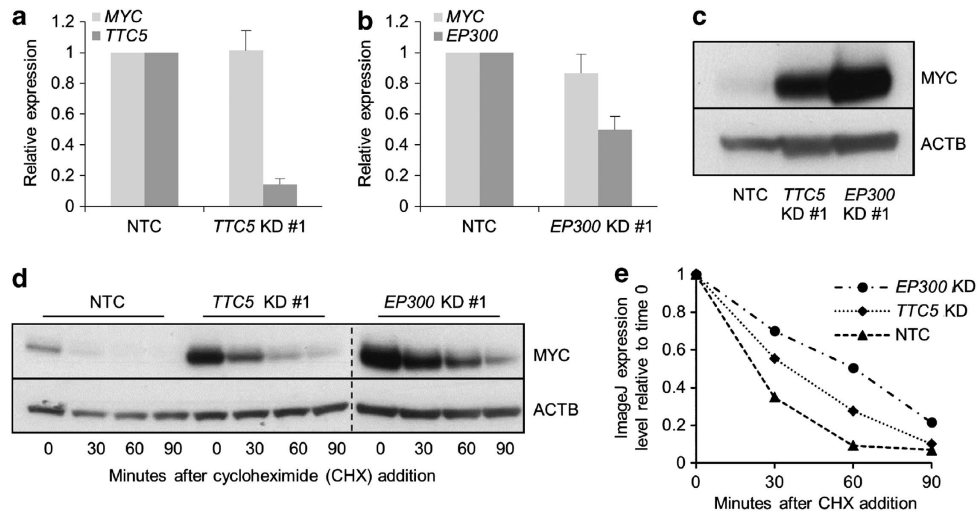 a
Relative expression
1.2
1
0.8
0.6
0.4
0.2
0
MYC
TTC5
NTC
TTC5 KD #1
b
Relative expression
1.2
1
0.8
0.6
0.4
0.2
0
MYC
EP300
NTC
EP300 KD #1
c
MYC
ACTB
NTC
TTC5
KD #1
EP300
KD #1
d
NTC
TTC5 KD #1
EP300 KD #1
MYC
ACTB
0 30 60 90 0 30 60 90 0 30 60 90
Minutes after cycloheximide (CHX) addition
e
ImageJ expression
level relative to time 0
1
0.8
0.6
0.4
0.2
0
EP300 KD
TTC5 KD
NTC
0 30 60 90
Minutes after CHX addition